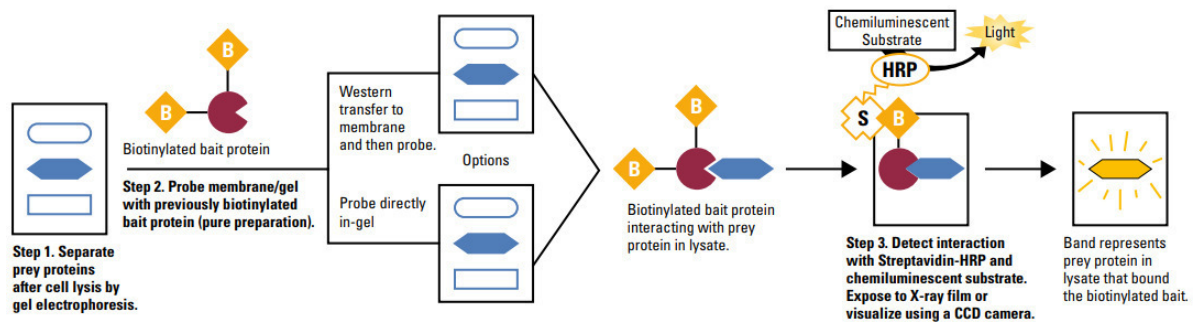 Step 1. Separate
prey proteins
after cell lysis by
gel electrophoresis.
B
B
Biotinylated bait protein
Step 2. Probe membrane/gel
with previously biotinylated
bait protein (pure preparation).
Western
transfer to
membrane
and then probe.
Options
Probe directly
in-gel
B
B
Biotinylated bait protein
interacting with prey
protein in lysate.
Chemiluminescent
Substrate
Light
HRP
S
B
Step 3. Detect interaction
with Streptavidin-HRP and
chemiluminescent substrate.
Expose to X-ray film or
visualize using a CCD camera.
Band represents
prey protein in
lysate that bound
the biotinylated bait.